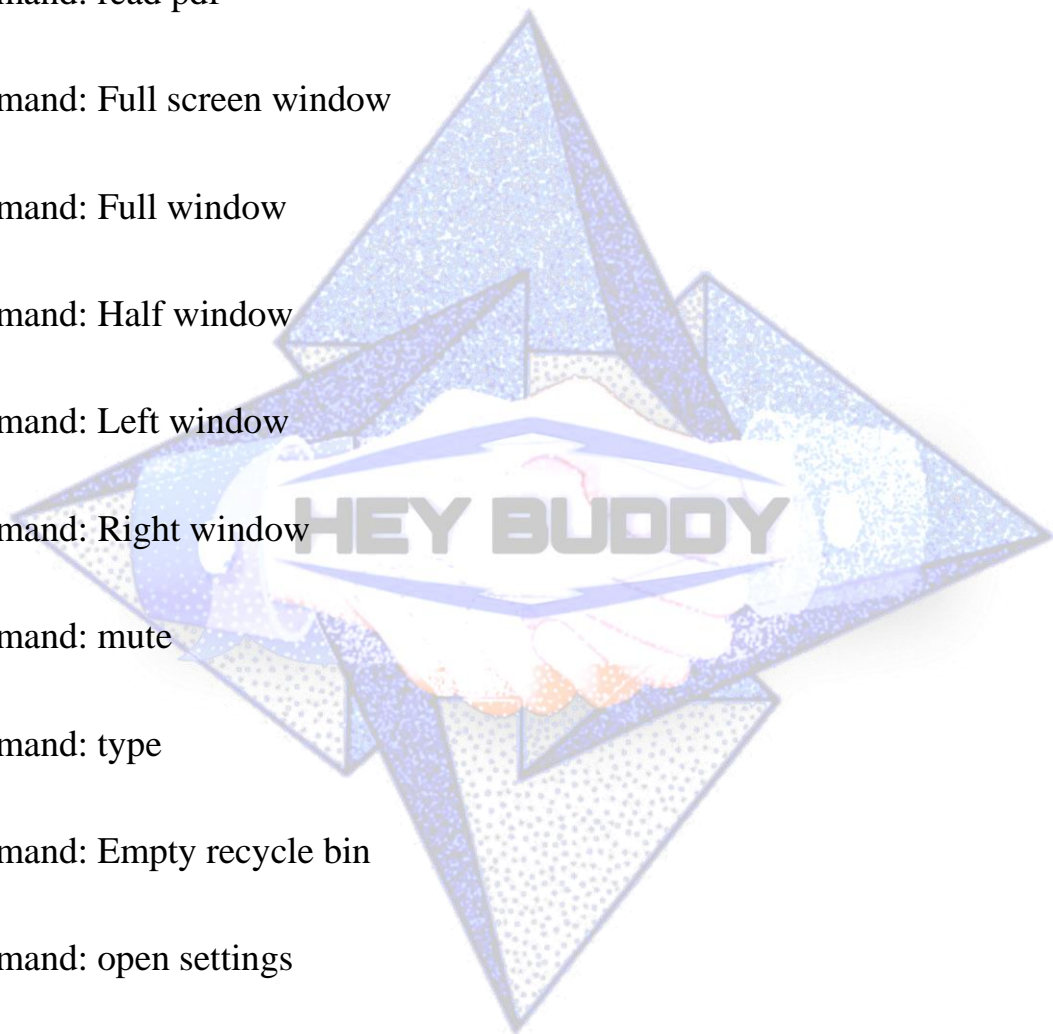 mand: read pdf
mand: Full screen window
mand: Full window
mand: Half window
mand: Left window
HEY BUDDY
mand: Right window
mand: mute
mand: type
mand: Empty recycle bin
mand: open settings